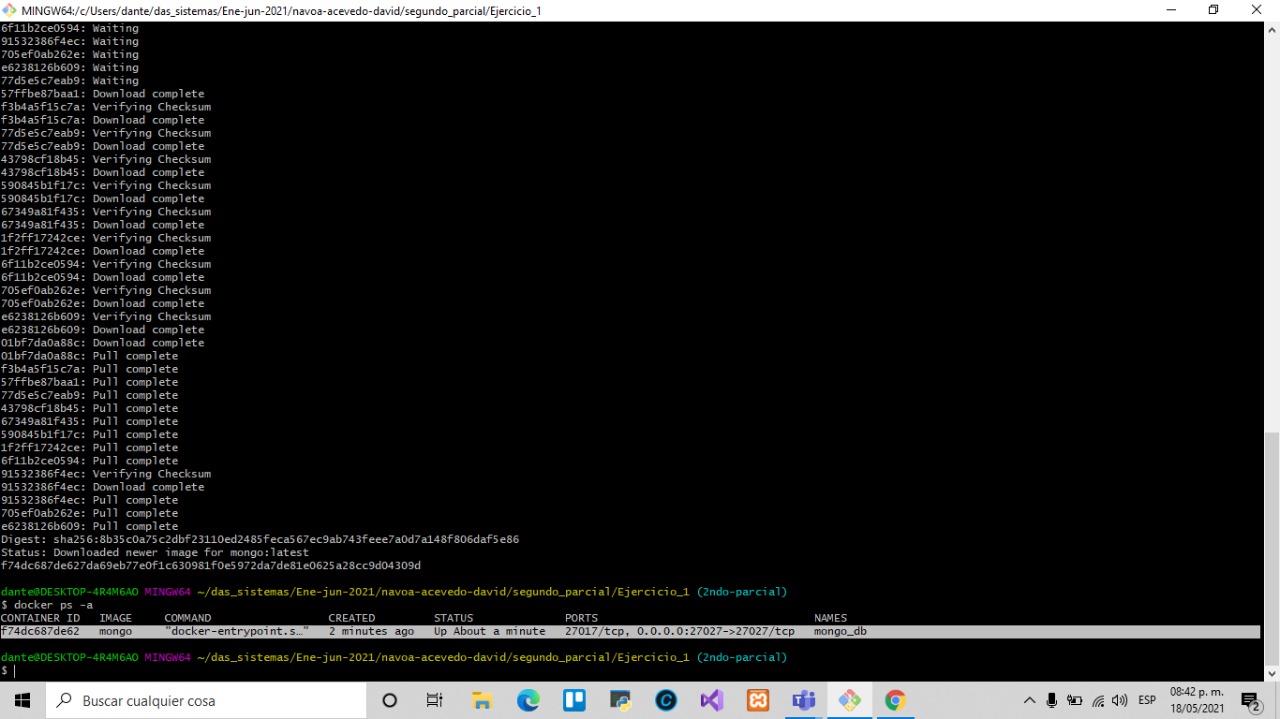 MINGW64:/c/Users/dante/das_sistemas/Ene-jun-2021/navoa-acevedo-david/segundo_parcial/Ejercicio_1
6f11b2ce0594: Waiting
91532386f4ec: Waiting
705ef0ab262e: Waiting
e6238126b609: Waiting
77d5e5c7eab9: Waiting
57ffbe87baa1: Download complete
f3b4a5f15c7a: Verifying Checksum
f3b4a5f15c7a: Download complete
77d5e5c7eab9: Verifying Checksum
77d5e5c7eab9: Download complete
43798cf18b45: Verifying Checksum
43798cf18b45: Download complete
590845b1f17c: Verifying Checksum
590845b1f17c: Download complete
67349a81f435: Verifying Checksum
67349a81f435: Download complete
1f2ff17242ce: Verifying Checksum
1f2ff17242ce: Download complete
6f11b2ce0594: Verifying Checksum
6f11b2ce0594: Download complete
705ef0ab262e: Verifying Checksum
705ef0ab262e: Download complete
e6238126b609: Verifying Checksum
e6238126b609: Download complete
01bf7da0a88c: Download complete
01bf7da0a88c: Pull complete
f3b4a5f15c7a: Pull complete
57ffbe87baa1: Pull complete
77d5e5c7eab9: Pull complete
43798cf18b45: Pull complete
67349a81f435: Pull complete
590845b1f17c: Pull complete
1f2ff17242ce: Pull complete
6f11b2ce0594: Pull complete
91532386f4ec: Verifying Checksum
91532386f4ec: Download complete
91532386f4ec: Pull complete
705ef0ab262e: Pull complete
e6238126b609: Pull complete
Digest: sha256:8b35c0a75c2dbf23110ed2485feca567ec9ab743feee7a0d7a148f806daf5e86
Status: Downloaded newer image for mongo:latest
f74dc687de627da69eb77e0f1c630981f0e5972da7de81e0625a28cc9d04309d
dante@DESKTOP-4R4M6AO MINGW64 ~/das_sistemas/Ene-jun-2021/navoa-acevedo-david/segundo_parcial/Ejercicio_1 (2ndo-parcial)
$ docker ps -a
CONTAINER ID IMAGE COMMAND CREATED STATUS PORTS NAMES
f74dc687de62 mongo "docker-entrypoint.s…" 2 minutes ago Up About a minute 27017/tcp, 0.0.0.0:27027->27027/tcp mongo_db
dante@DESKTOP-4R4M6AO MINGW64 ~/das_sistemas/Ene-jun-2021/navoa-acevedo-david/segundo_parcial/Ejercicio_1 (2ndo-parcial)
$
Buscar cualquier cosa
ESP
08:42 p. m.
18/05/2021
2